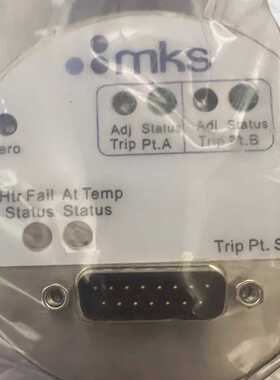 mks
Adj Status Adj Status
Trip Pt.A Trip Pt.B
ero
Htr Fail At Temp
Status Status
Trip Pt. S